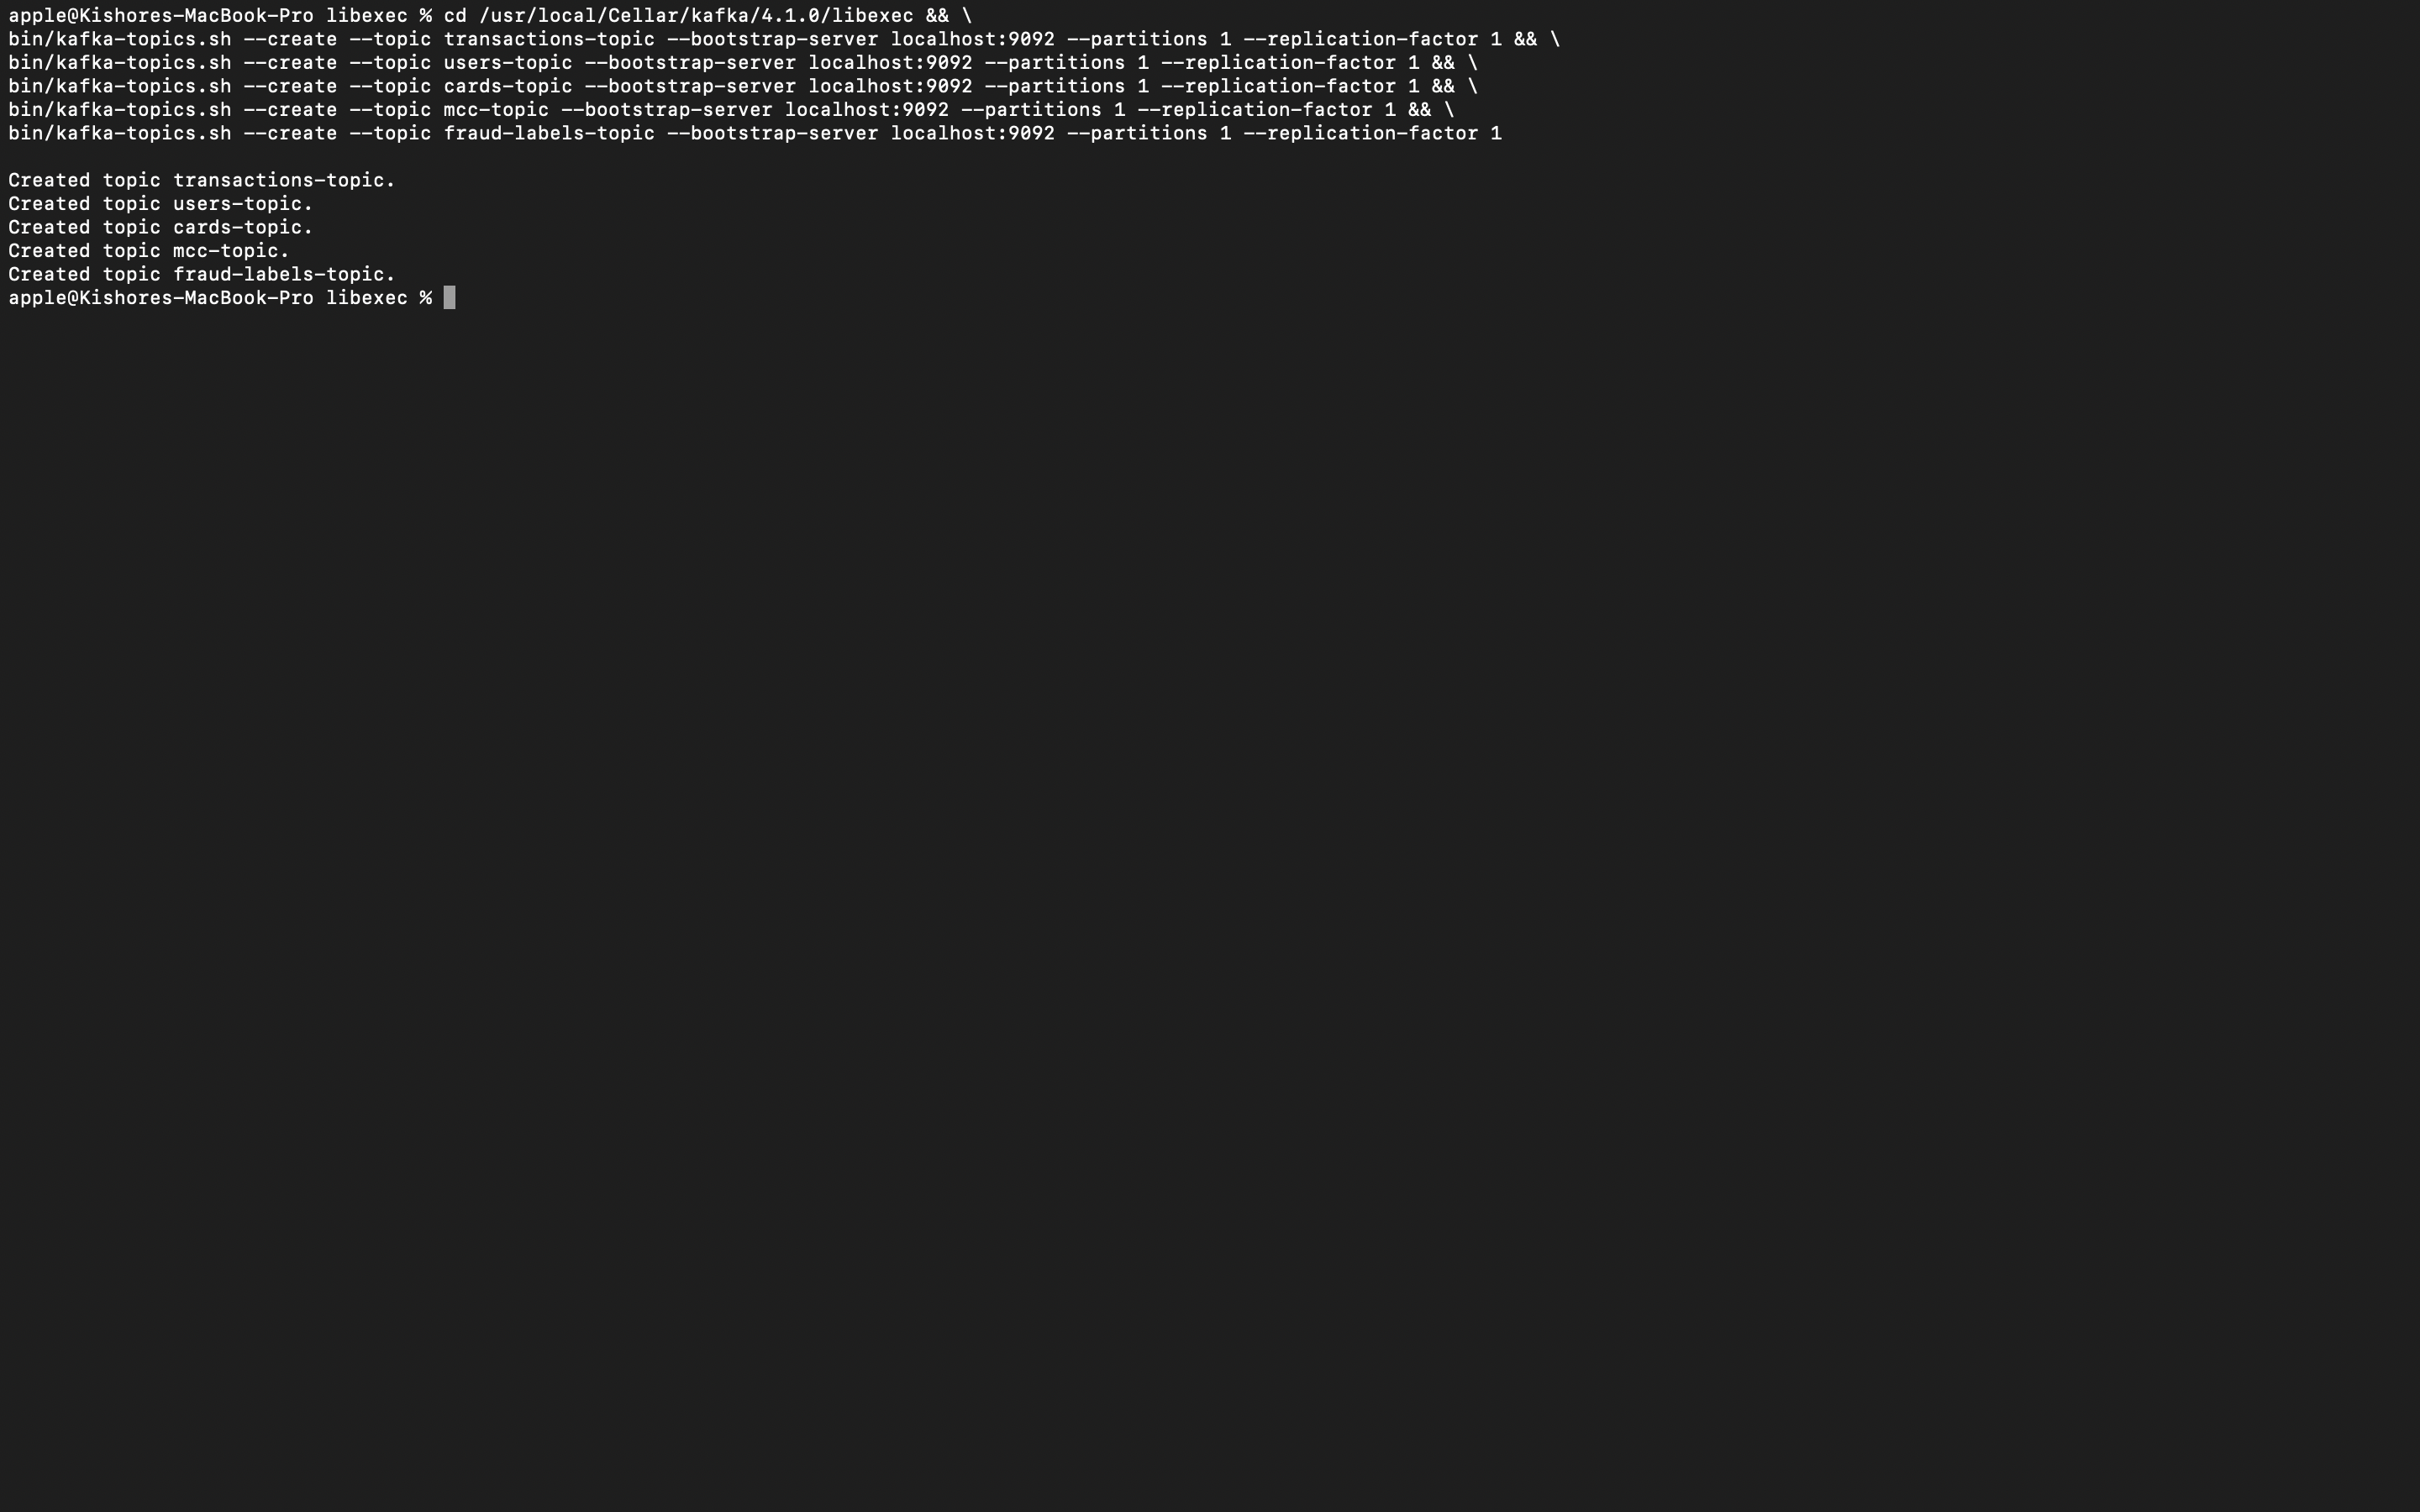 apple@Kishores-MacBook-Pro libexec % cd /usr/local/Cellar/kafka/4.1.0/libexec && \
bin/kafka-topics.sh --create --topic transactions-topic --bootstrap-server localhost:9092 --partitions 1 --replication-factor 1 && \
bin/kafka-topics.sh --create --topic users-topic --bootstrap-server localhost:9092 --partitions 1 --replication-factor 1 && \
bin/kafka-topics.sh --create --topic cards-topic --bootstrap-server localhost:9092 --partitions 1 --replication-factor 1 && \
bin/kafka-topics.sh --create --topic mcc-topic --bootstrap-server localhost:9092 --partitions 1 --replication-factor 1 && \
bin/kafka-topics.sh --create --topic fraud-labels-topic --bootstrap-server localhost:9092 --partitions 1 --replication-factor 1
Created topic transactions-topic.
Created topic users-topic.
Created topic cards-topic.
Created topic mcc-topic.
Created topic fraud-labels-topic.
apple@Kishores-MacBook-Pro libexec %